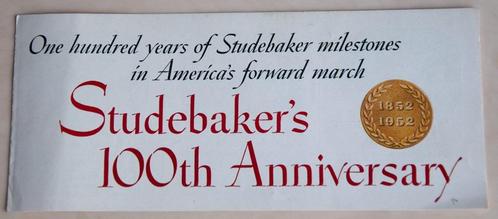 One hundred years of Studebaker milestones
in America's forward march
Studebaker's
100th Anniversary
1852
1952